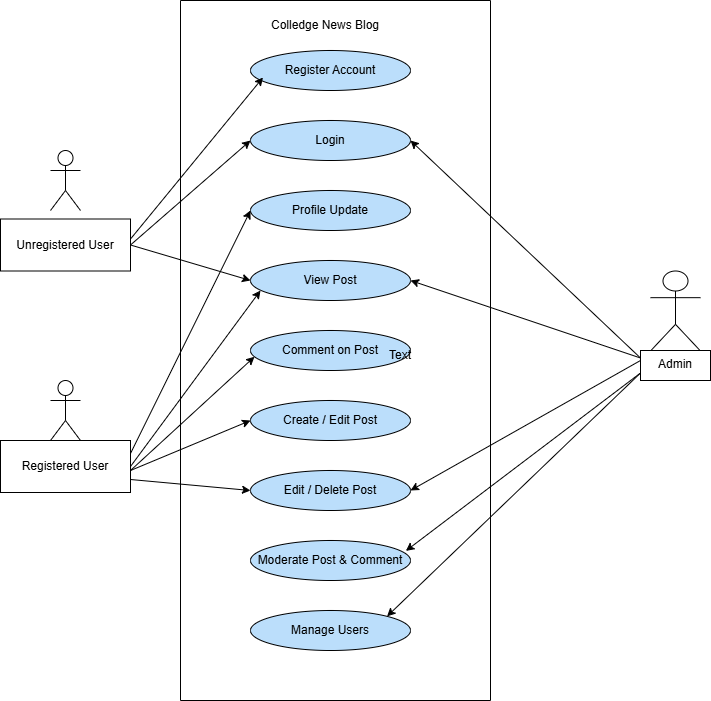 Colledge News Blog
Register Account
Login
Profile Update
Unregistered User
View Post
Comment on Post
Text
Admin
Create / Edit Post
Registered User
Edit / Delete Post
Moderate Post & Comment
Manage Users